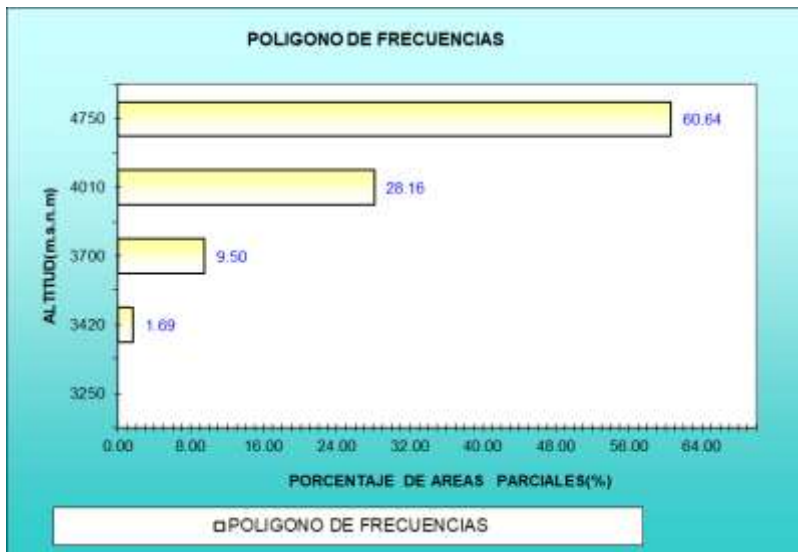 POLIGONO DE FRECUENCIAS
ALTITUD(m.s.n.m)
4750
60.64
4010
28.16
3700
9.50
3420
1.69
3250
0.00 8.00 16.00 24.00 32.00 40.00 48.00 56.00 64.00
PORCENTAJE DE AREAS PARCIALES(%)
POLIGONO DE FRECUENCIAS